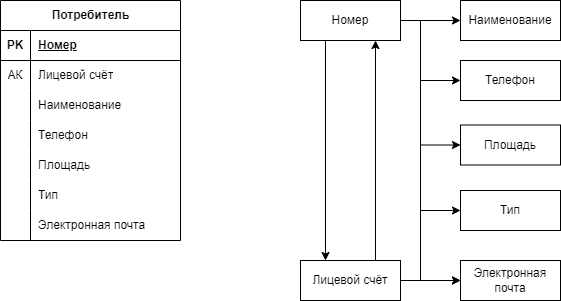 Потребитель
PK Номер
АК Лицевой счёт
Наименование
Телефон
Площадь
Тип
Электронная почта
Номер
Наименование
Телефон
Площадь
Тип
Лицевой счёт
Электронная
почта